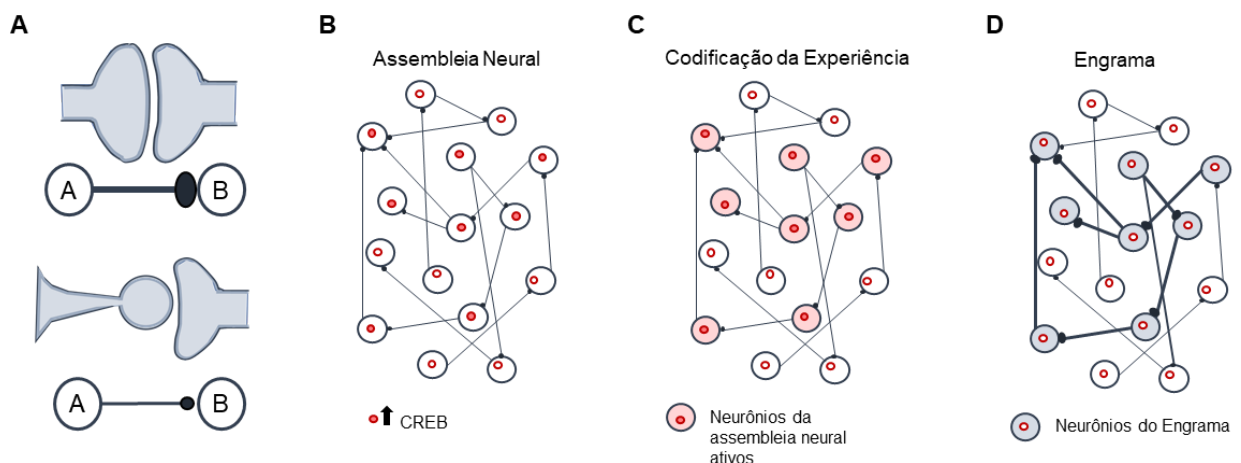 A
B
C
D
Assembleia Neural
Codificação da Experiência
Engrama
A
B
A
B
CREB
Neurônios da
assembleia neural
ativos
Neurônios do Engrama